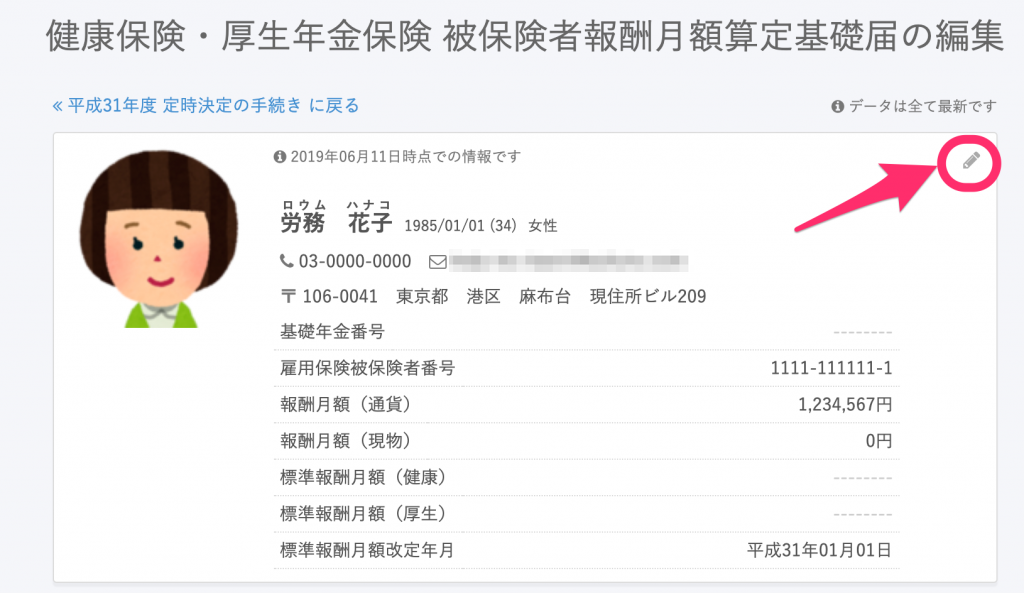 健康保険・厚生年金保険 被保険者報酬月額算定基礎届の編集
« 平成31年度 定時決定の手続き に戻る
データは全て最新です
2019年06月11日時点での情報です
ロウム ハナコ
労務 花子 1985/01/01 (34) 女性
03-0000-0000
〒 106-0041 東京都 港区 麻布台 現住所ビル209
基礎年金番号 --------
雇用保険被保険者番号 1111-111111-1
報酬月額（通貨） 1,234,567円
報酬月額（現物） 0円
標準報酬月額（健康） --------
標準報酬月額（厚生） --------
標準報酬月額改定年月 平成31年01月01日